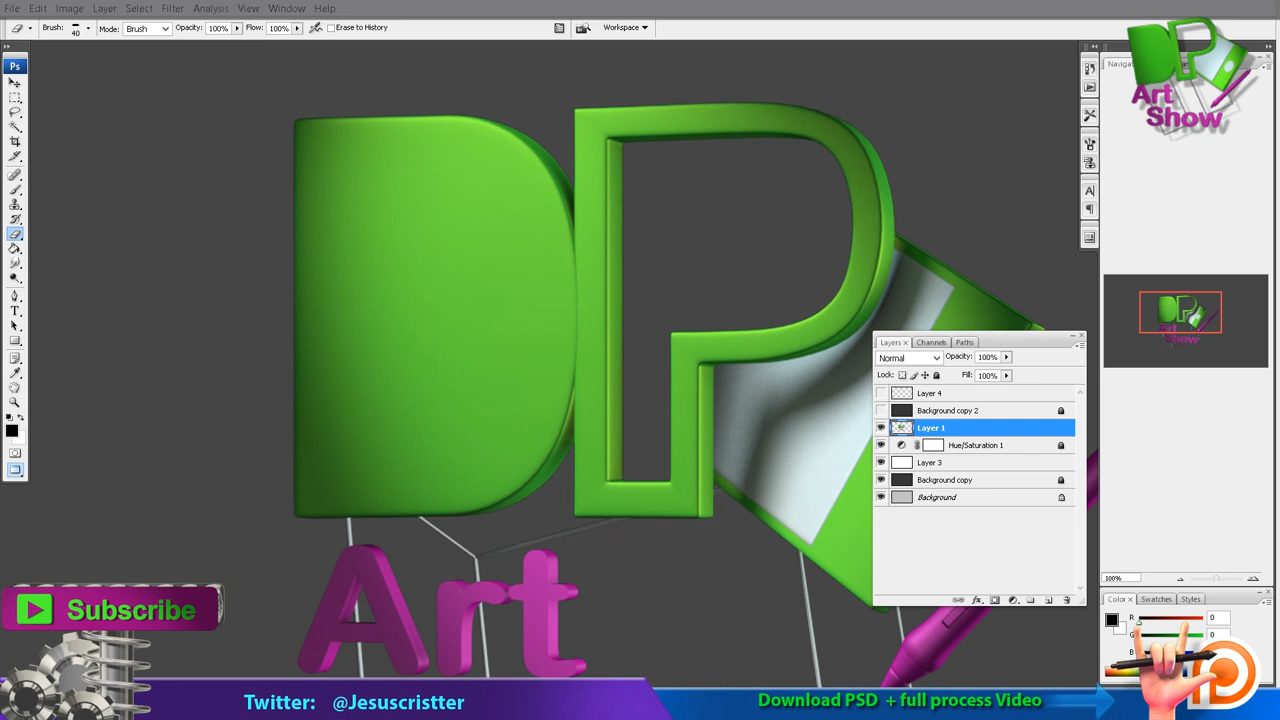 File Edit Image Layer Select Filter Analysis View Window Help
Brush: 40 Mode: Brush Opacity: 100% Flow: 100% Erase to History Workspace
Ps
DP
Art
Show
DP
Art
Layers Channels Paths
Normal Opacity: 100%
Lock: Fill: 100%
Layer 4
Background copy 2
Layer 1
Hue/Saturation 1
Layer 3
Background copy
Background
100%
Color Swatches Styles
R 0
G 0
B
Subscribe
Twitter: @Jesuscristter
Download PSD + full process Video